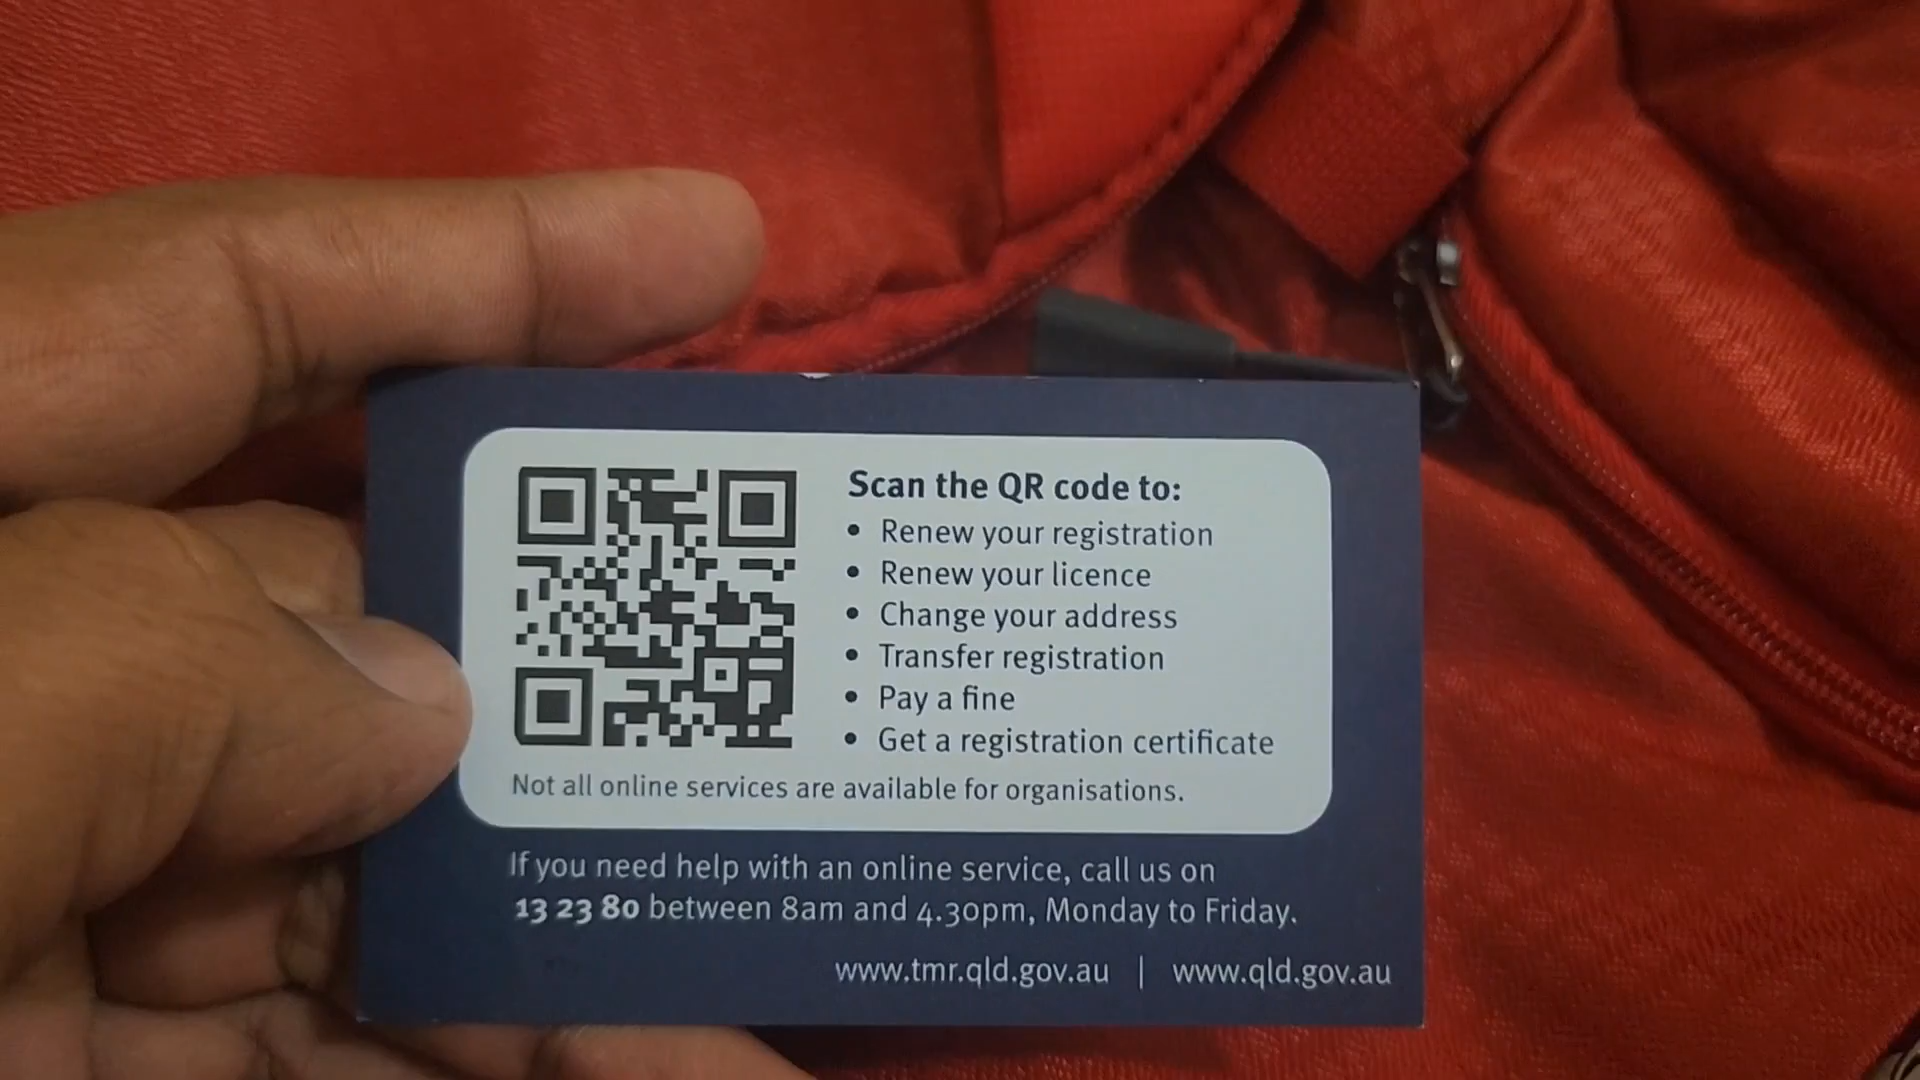 Scan the QR code to:
• Renew your registration
• Renew your licence
• Change your address
• Transfer registration
• Pay a fine
• Get a registration certificate
Not all online services are available for organisations.
If you need help with an online service, call us on
13 23 80 between 8am and 4.30pm, Monday to Friday.
www.tmr.qld.gov.au | www.qld.gov.au